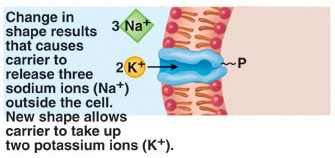 Change in
shape results
that causes
carrier to
release three
sodium ions (Na⁺)
outside the cell.
New shape allows
carrier to take up
two potassium ions (K⁺).
3 Na⁺
2 K⁺
P